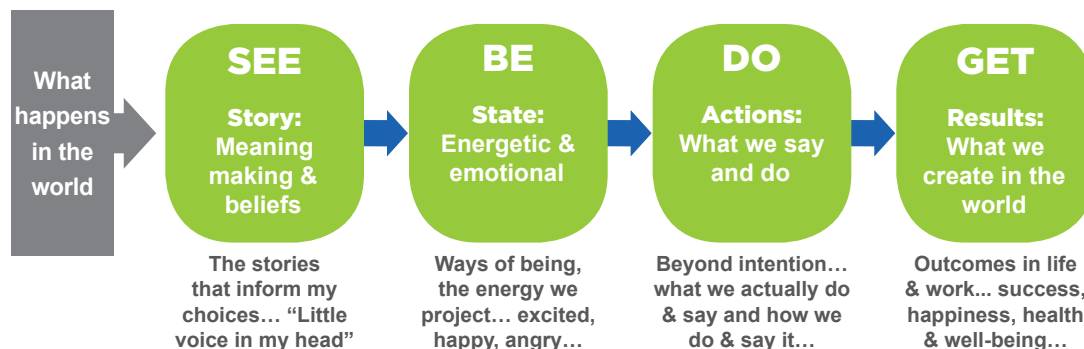 What
happens
in the
world
SEE
Story:
Meaning
making &
beliefs
The stories
that inform my
choices… “Little
voice in my head”
BE
State:
Energetic &
emotional
Ways of being,
the energy we
project… excited,
happy, angry…
DO
Actions:
What we say
and do
Beyond intention…
what we actually do
& say and how we
do & say it…
GET
Results:
What we
create in the
world
Outcomes in life
& work... success,
happiness, health
& well-being…